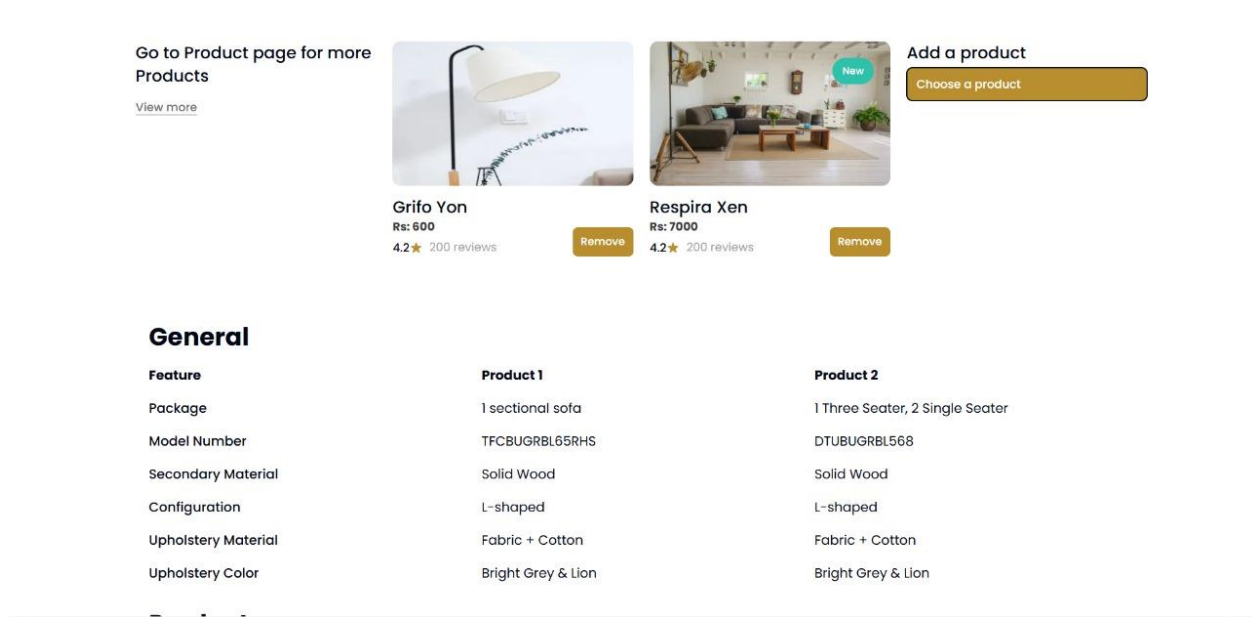 Go to Product page for more
Products
View more
New
Grifo Yon
Rs: 600
4.2 200 reviews
Remove
Respira Xen
Rs: 7000
4.2 200 reviews
Remove
Add a product
Choose a product
General
Feature Product 1 Product 2
Package 1 sectional sofa 1 Three Seater, 2 Single Seater
Model Number TFCBUGRBL65RHS DTUBUGRBL568
Secondary Material Solid Wood Solid Wood
Configuration L-shaped L-shaped
Upholstery Material Fabric + Cotton Fabric + Cotton
Upholstery Color Bright Grey & Lion Bright Grey & Lion